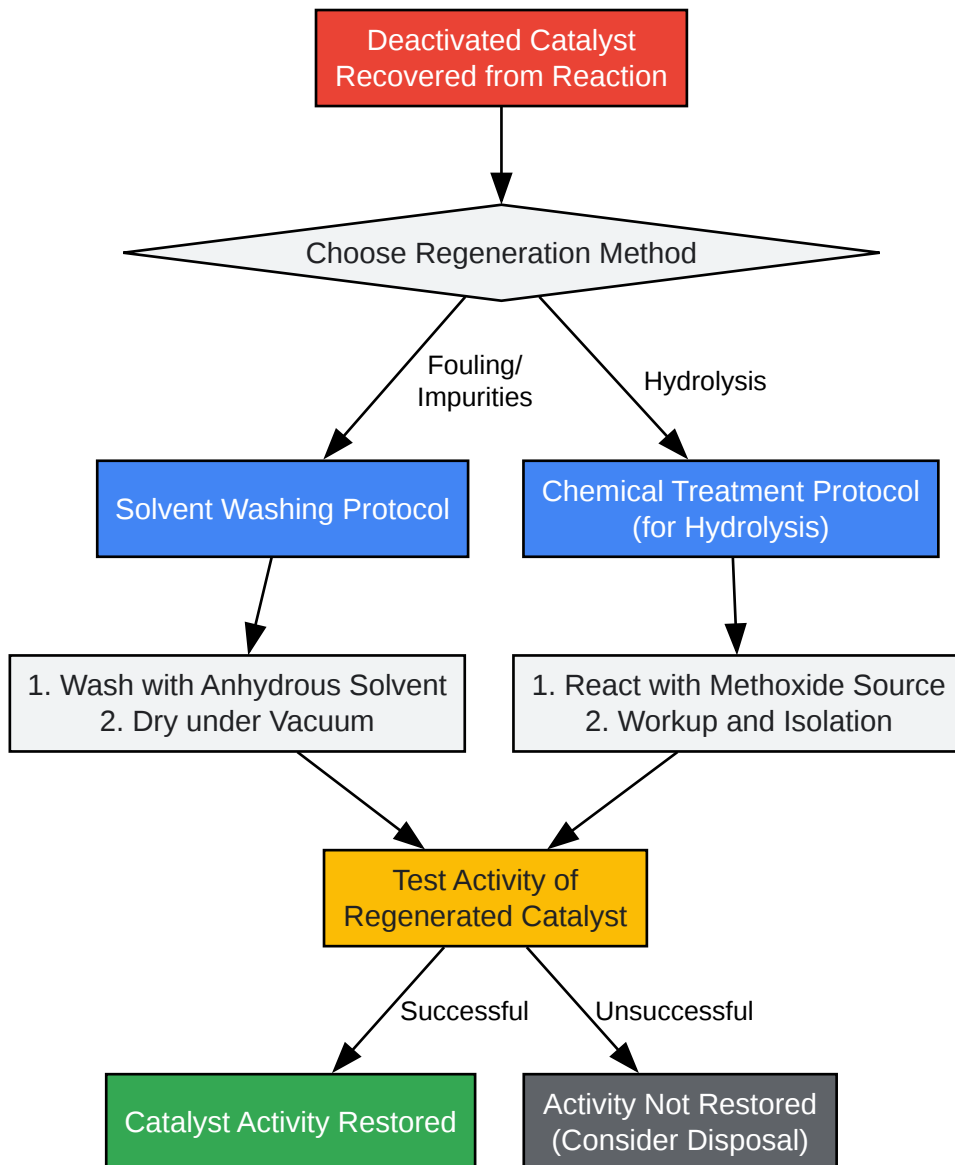 Deactivated Catalyst
Recovered from Reaction
Choose Regeneration Method
Fouling/
Impurities
Hydrolysis
Solvent Washing Protocol
Chemical Treatment Protocol
(for Hydrolysis)
1. Wash with Anhydrous Solvent
2. Dry under Vacuum
1. React with Methoxide Source
2. Workup and Isolation
Test Activity of
Regenerated Catalyst
Successful
Unsuccessful
Catalyst Activity Restored
Activity Not Restored
(Consider Disposal)